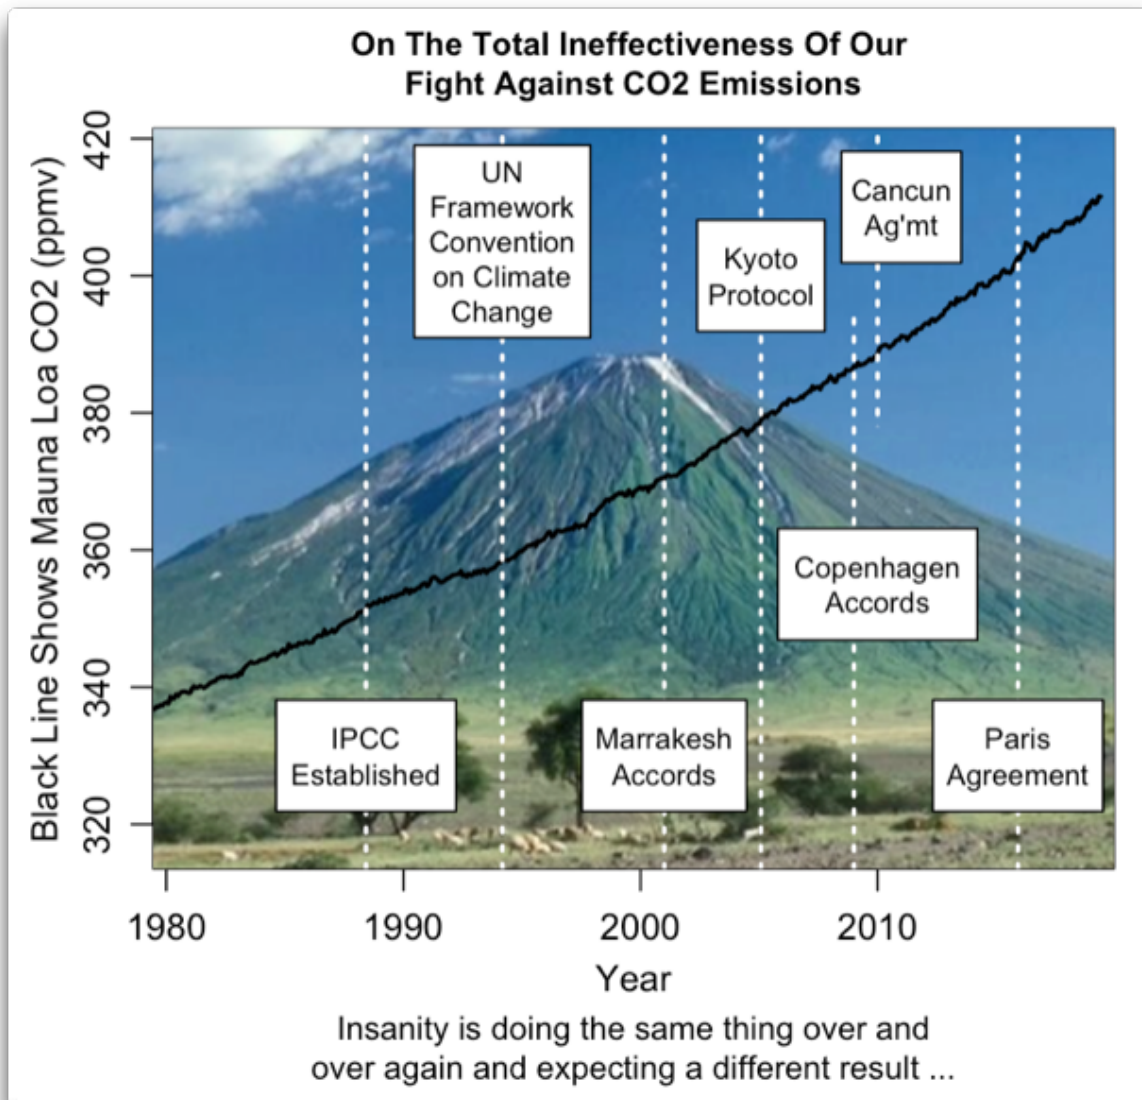 On The Total Ineffectiveness Of Our
Fight Against CO2 Emissions
Black Line Shows Mauna Loa CO2 (ppmv)
420
400
380
360
340
320
UN
Framework
Convention
on Climate
Change
Cancun
Ag'mt
Kyoto
Protocol
Copenhagen
Accords
IPCC
Established
Marrakesh
Accords
Paris
Agreement
1980
1990
2000
2010
Year
Insanity is doing the same thing over and
over again and expecting a different result ...